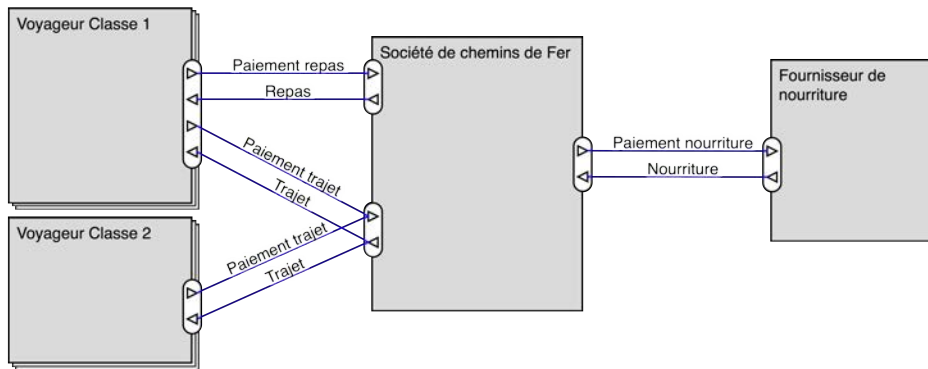 Voyageur Classe 1
Société de chemins de Fer
Fournisseur de
nourriture
Paiement repas
Repas
Paiement trajet
Trajet
Paiement nourriture
Nourriture
Voyageur Classe 2
Paiement trajet
Trajet